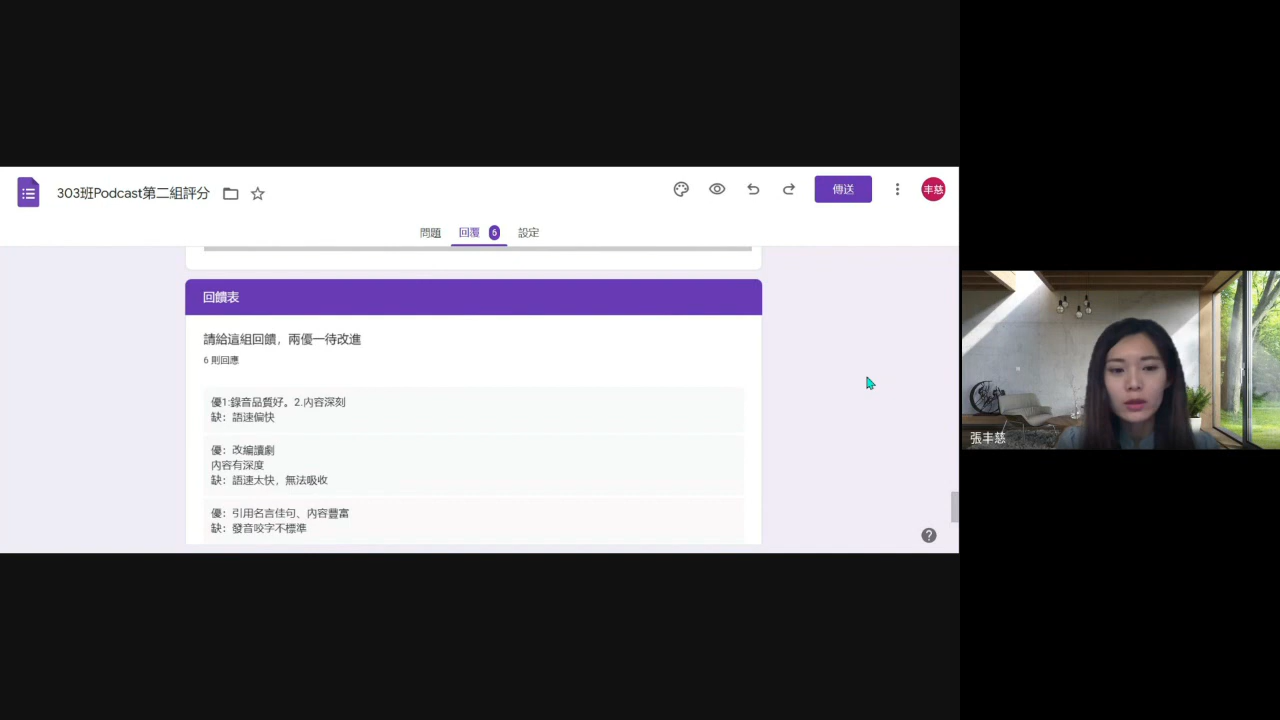 303班Podcast第二組評分
傳送
丰慈
問題
回覆
6
設定
回饋表
請給這組回饋，兩優一待改進
6 則回應
優1:錄音品質好。2.內容深刻
缺：語速偏快
優：改編讀劇
內容有深度
缺：語速太快，無法吸收
優：引用名言佳句、內容豐富
缺：發音咬字不標準
張丰慈